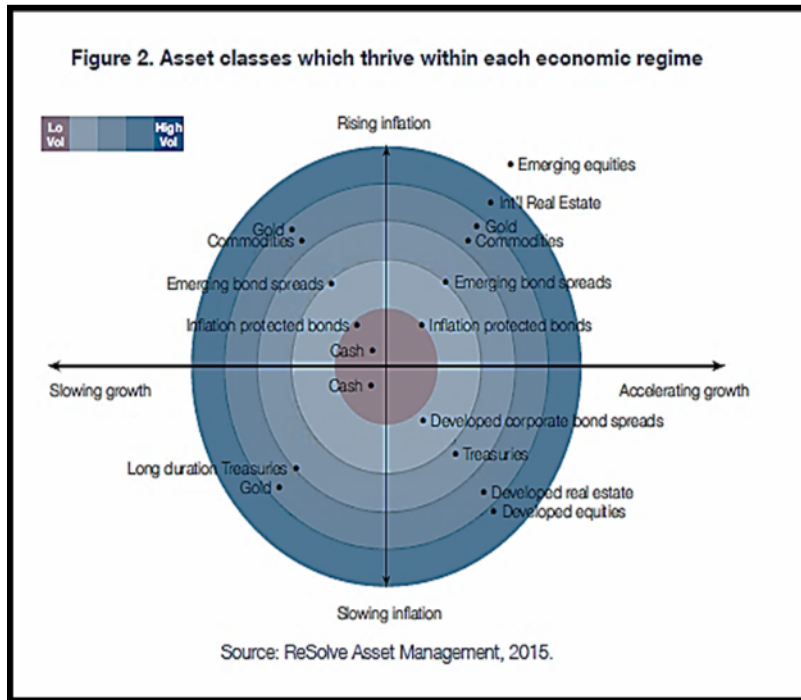 Figure 2. Asset classes which thrive within each economic regime
Lo Vol
High Vol
Rising inflation
Emerging equities
Int'l Real Estate
Gold
Gold
Commodities
Commodities
Emerging bond spreads
Emerging bond spreads
Inflation protected bonds
Inflation protected bonds
Cash
Slowing growth
Accelerating growth
Cash
Developed corporate bond spreads
Treasuries
Long duration Treasuries
Gold
Developed real estate
Developed equities
Slowing inflation
Source: ReSolve Asset Management, 2015.